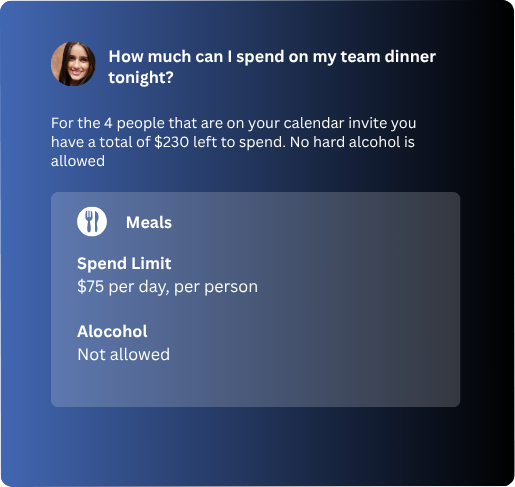 How much can I spend on my team dinner
tonight?
For the 4 people that are on your calendar invite you
have a total of $230 left to spend. No hard alcohol is
allowed
Meals
Spend Limit
$75 per day, per person
Alocohol
Not allowed